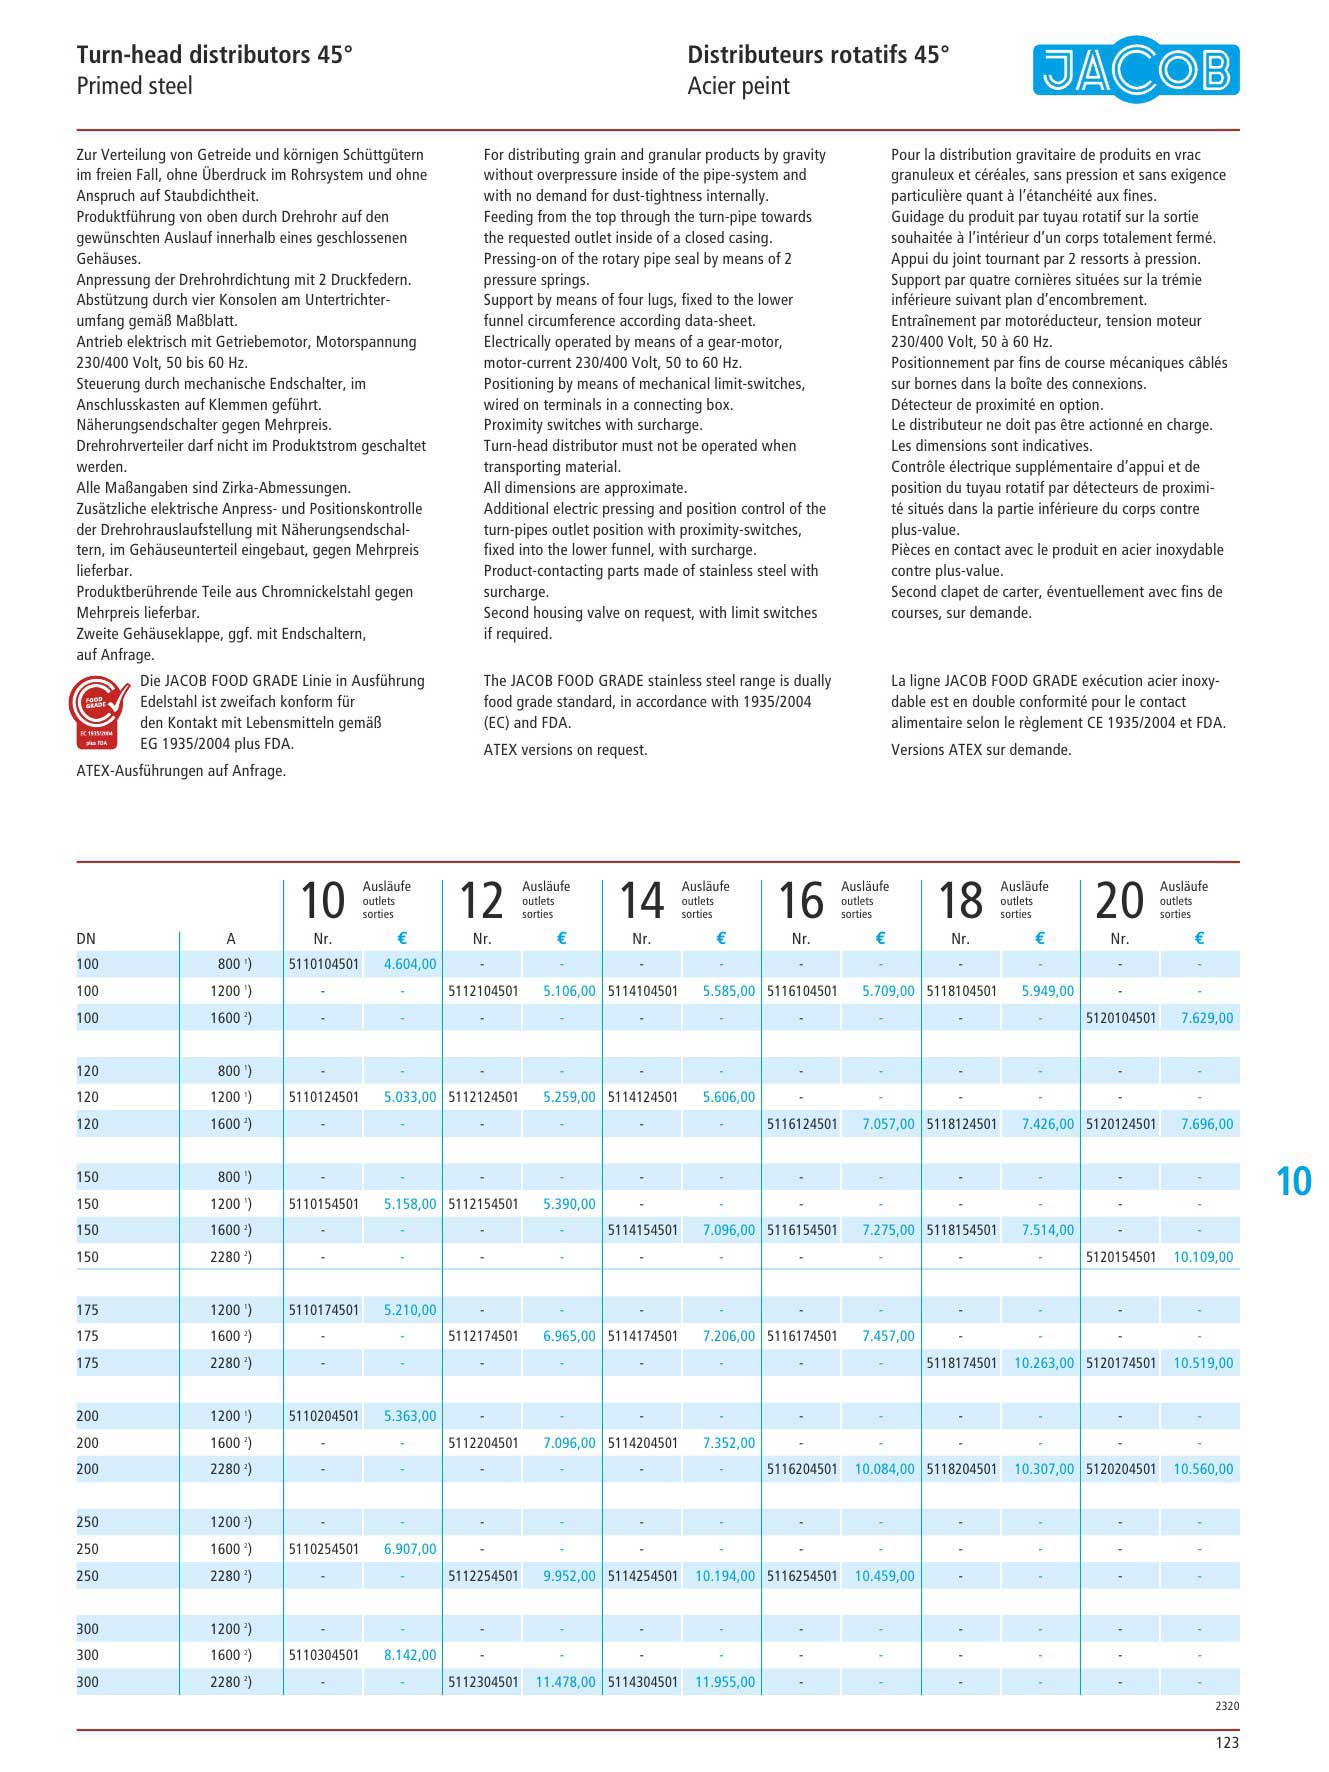 Turn-head distributors 45°
Primed steel
Distributeurs rotatifs 45°
Acier peint
JACOB
Zur Verteilung von Getreide und körnigen Schüttgütern
im freien Fall, ohne Überdruck im Rohrsystem und ohne
Anspruch auf Staubdichtheit.
Produktführung von oben durch Drehrohr auf den
gewünschten Auslauf innerhalb eines geschlossenen
Gehäuses.
Anpressung der Drehrohrdichtung mit 2 Druckfedern.
Abstützung durch vier Konsolen am Untertrichter-
umfang gemäß Maßblatt.
Antrieb elektrisch mit Getriebemotor, Motorspannung
230/400 Volt, 50 bis 60 Hz.
Steuerung durch mechanische Endschalter, im
Anschlusskasten auf Klemmen geführt.
Näherungsendschalter gegen Mehrpreis.
Drehrohrverteiler darf nicht im Produktstrom geschaltet
werden.
Alle Maßangaben sind Zirka-Abmessungen.
Zusätzliche elektrische Anpress- und Positionskontrolle
der Drehrohrauslaufstellung mit Näherungsendschal-
tern, im Gehäuseunterteil eingebaut, gegen Mehrpreis
lieferbar.
Produktberührende Teile aus Chromnickelstahl gegen
Mehrpreis lieferbar.
Zweite Gehäuseklappe, ggf. mit Endschaltern,
auf Anfrage.
FOOD
GRADE
EC 1935/2004
plus FDA
Die JACOB FOOD GRADE Linie in Ausführung
Edelstahl ist zweifach konform für
den Kontakt mit Lebensmitteln gemäß
EG 1935/2004 plus FDA.
ATEX-Ausführungen auf Anfrage.
For distributing grain and granular products by gravity
without overpressure inside of the pipe-system and
with no demand for dust-tightness internally.
Feeding from the top through the turn-pipe towards
the requested outlet inside of a closed casing.
Pressing-on of the rotary pipe seal by means of 2
pressure springs.
Support by means of four lugs, fixed to the lower
funnel circumference according data-sheet.
Electrically operated by means of a gear-motor,
motor-current 230/400 Volt, 50 to 60 Hz.
Positioning by means of mechanical limit-switches,
wired on terminals in a connecting box.
Proximity switches with surcharge.
Turn-head distributor must not be operated when
transporting material.
All dimensions are approximate.
Additional electric pressing and position control of the
turn-pipes outlet position with proximity-switches,
fixed into the lower funnel, with surcharge.
Product-contacting parts made of stainless steel with
surcharge.
Second housing valve on request, with limit switches
if required.
The JACOB FOOD GRADE stainless steel range is dually
food grade standard, in accordance with 1935/2004
(EC) and FDA.
ATEX versions on request.
Pour la distribution gravitaire de produits en vrac
granuleux et céréales, sans pression et sans exigence
particulière quant à l’étanchéité aux fines.
Guidage du produit par tuyau rotatif sur la sortie
souhaitée à l’intérieur d’un corps totalement fermé.
Appui du joint tournant par 2 ressorts à pression.
Support par quatre cornières situées sur la trémie
inférieure suivant plan d’encombrement.
Entraînement par motoréducteur, tension moteur
230/400 Volt, 50 à 60 Hz.
Positionnement par fins de course mécaniques câblés
sur bornes dans la boîte des connexions.
Détecteur de proximité en option.
Le distributeur ne doit pas être actionné en charge.
Les dimensions sont indicatives.
Contrôle électrique supplémentaire d’appui et de
position du tuyau rotatif par détecteurs de proximi-
té situés dans la partie inférieure du corps contre
plus-value.
Pièces en contact avec le produit en acier inoxydable
contre plus-value.
Second clapet de carter, éventuellement avec fins de
courses, sur demande.
La ligne JACOB FOOD GRADE exécution acier inoxy-
dable est en double conformité pour le contact
alimentaire selon le règlement CE 1935/2004 et FDA.
Versions ATEX sur demande.
10 Ausläufe outlets sorties 12 Ausläufe outlets sorties 14 Ausläufe outlets sorties 16 Ausläufe outlets sorties 18 Ausläufe outlets sorties 20 Ausläufe outlets sorties
DN A Nr. € Nr. € Nr. € Nr. € Nr. € Nr. €
100 800 ¹) 5110104501 4.604,00 - - - - - - - - - -
100 1200 ¹) - - 5112104501 5.106,00 5114104501 5.585,00 5116104501 5.709,00 5118104501 5.949,00 - -
100 1600 ²) - - - - - - - - - - 5120104501 7.629,00
120 800 ¹) - - - - - - - - - - - -
120 1200 ¹) 5110124501 5.033,00 5112124501 5.259,00 5114124501 5.606,00 - - - - - -
120 1600 ²) - - - - - - 5116124501 7.057,00 5118124501 7.426,00 5120124501 7.696,00
150 800 ¹) - - - - - - - - - - - -
150 1200 ¹) 5110154501 5.158,00 5112154501 5.390,00 - - - - - - - -
150 1600 ²) - - - - 5114154501 7.096,00 5116154501 7.275,00 5118154501 7.514,00 - -
150 2280 ²) - - - - - - - - - - 5120154501 10.109,00
175 1200 ¹) 5110174501 5.210,00 - - - - - - - - - -
175 1600 ²) - - 5112174501 6.965,00 5114174501 7.206,00 5116174501 7.457,00 - - - -
175 2280 ²) - - - - - - - - 5118174501 10.263,00 5120174501 10.519,00
200 1200 ¹) 5110204501 5.363,00 - - - - - - - - - -
200 1600 ²) - - 5112204501 7.096,00 5114204501 7.352,00 - - - - - -
200 2280 ²) - - - - - - 5116204501 10.084,00 5118204501 10.307,00 5120204501 10.560,00
250 1200 ²) - - - - - - - - - - - -
250 1600 ²) 5110254501 6.907,00 - - - - - - - - - -
250 2280 ²) - - 5112254501 9.952,00 5114254501 10.194,00 5116254501 10.459,00 - - - -
300 1200 ²) - - - - - - - - - - - -
300 1600 ²) 5110304501 8.142,00 - - - - - - - - - -
300 2280 ²) - - 5112304501 11.478,00 5114304501 11.955,00 - - - - - -
10
2320
123